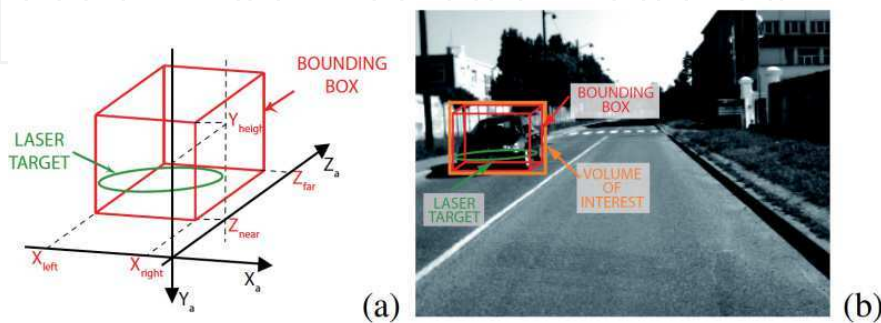 BOUNDING
BOX
LASER
TARGET
Y heigh
Z a
Z far
Z near
X left
X right
X a
Y a
(a)
BOUNDING
BOX
VOLUME
OF
INTEREST
LASER
TARGET
(b)